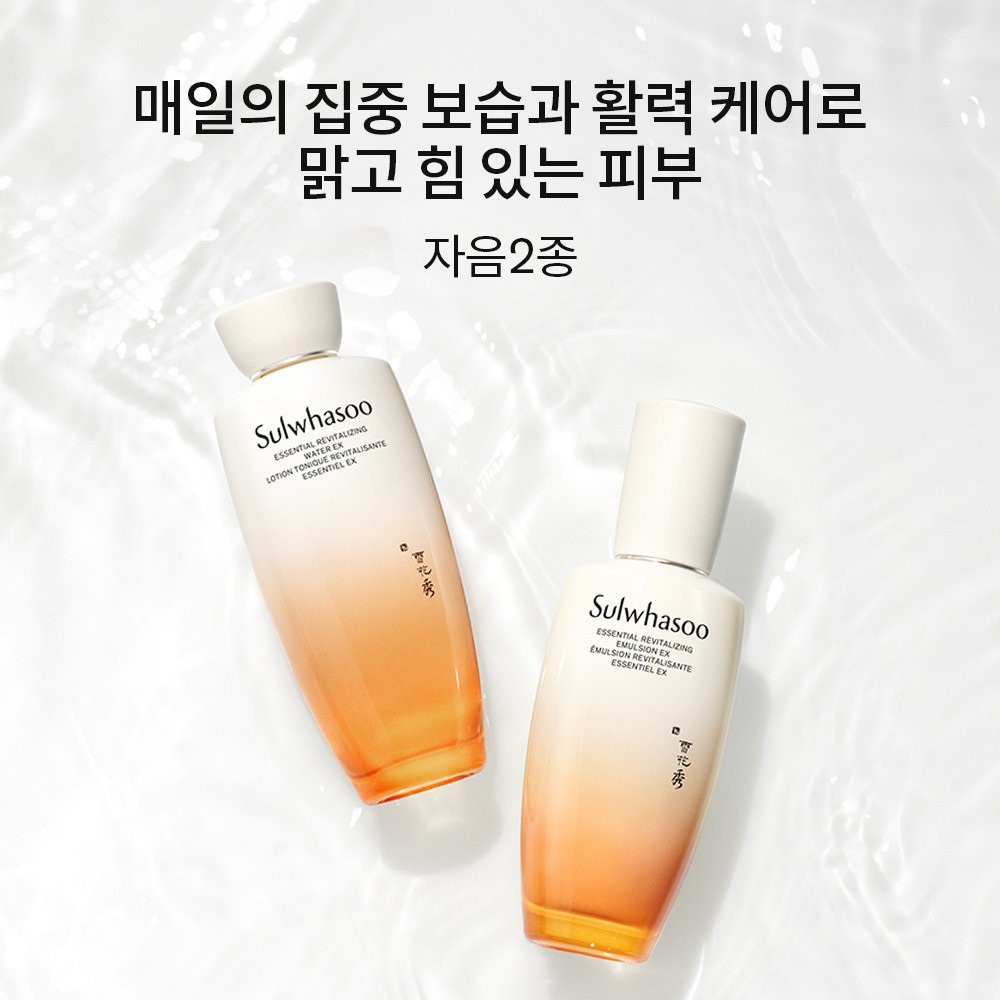 매일의 집중 보습과 활력 케어로
맑고 힘 있는 피부
자음2종
Sulwhasoo
ESSENTIAL REVITALIZING
WATER EX
LOTION TONIQUE REVITALISANTE
ESSENTIEL EX
雪花秀
Sulwhasoo
ESSENTIAL REVITALIZING
EMULSION EX
ÉMULSION REVITALISANTE
ESSENTIEL EX
雪花秀